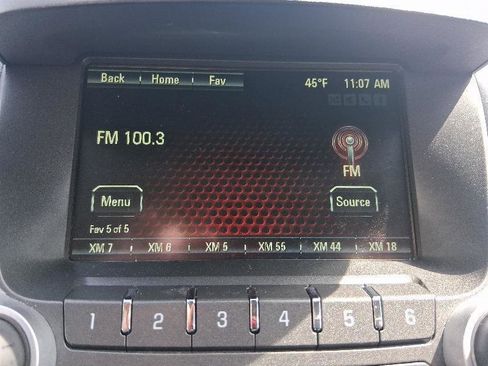 Back Home Fav 45°F 11:07 AM
FM 100.3
FM
Menu Source
Fav 5 of 5
XM 7 XM 6 XM 5 XM 55 XM 44 XM 18
1 2 3 4 5 6